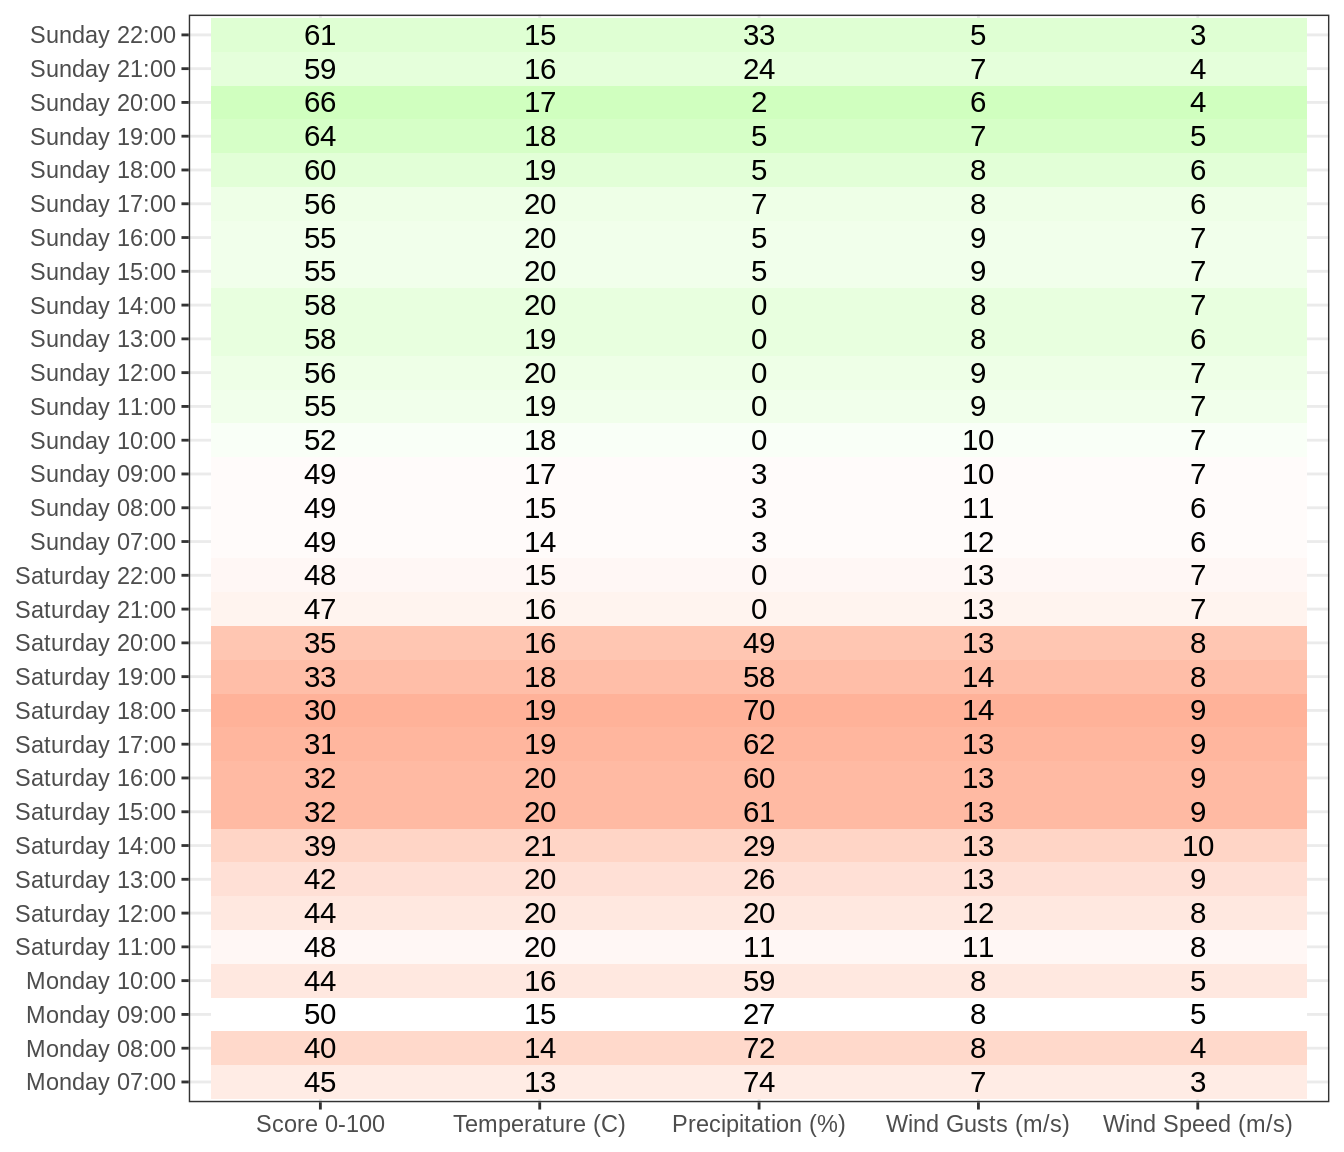 Sunday 22:00 61 15 33 5 3
Sunday 21:00 59 16 24 7 4
Sunday 20:00 66 17 2 6 4
Sunday 19:00 64 18 5 7 5
Sunday 18:00 60 19 5 8 6
Sunday 17:00 56 20 7 8 6
Sunday 16:00 55 20 5 9 7
Sunday 15:00 55 20 5 9 7
Sunday 14:00 58 20 0 8 7
Sunday 13:00 58 19 0 8 6
Sunday 12:00 56 20 0 9 7
Sunday 11:00 55 19 0 9 7
Sunday 10:00 52 18 0 10 7
Sunday 09:00 49 17 3 10 7
Sunday 08:00 49 15 3 11 6
Sunday 07:00 49 14 3 12 6
Saturday 22:00 48 15 0 13 7
Saturday 21:00 47 16 0 13 7
Saturday 20:00 35 16 49 13 8
Saturday 19:00 33 18 58 14 8
Saturday 18:00 30 19 70 14 9
Saturday 17:00 31 19 62 13 9
Saturday 16:00 32 20 60 13 9
Saturday 15:00 32 20 61 13 9
Saturday 14:00 39 21 29 13 10
Saturday 13:00 42 20 26 13 9
Saturday 12:00 44 20 20 12 8
Saturday 11:00 48 20 11 11 8
Monday 10:00 44 16 59 8 5
Monday 09:00 50 15 27 8 5
Monday 08:00 40 14 72 8 4
Monday 07:00 45 13 74 7 3
Score 0-100 Temperature (C) Precipitation (%) Wind Gusts (m/s) Wind Speed (m/s)